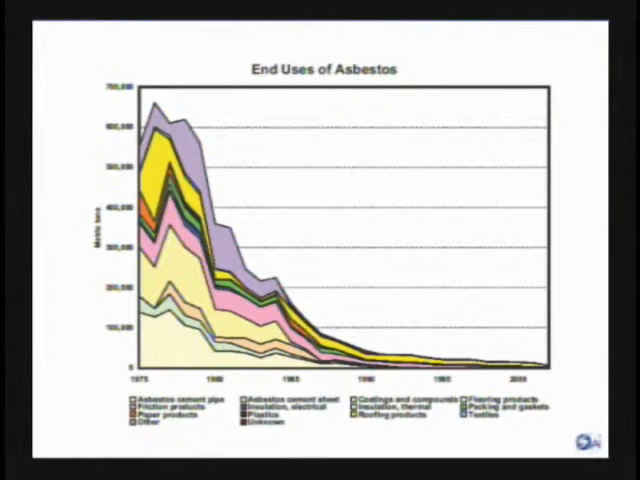 End Uses of Asbestos
700,000
600,000
500,000
400,000
300,000
200,000
100,000
0
Metric tons
1975 1980 1985 1990 1995 2000
Asbestos cement pipe Asbestos cement sheet Coatings and compounds Flooring products
Friction products Insulation, electrical Insulation, thermal Packing and gaskets
Paper products Plastics Roofing products Textiles
Other Unknown